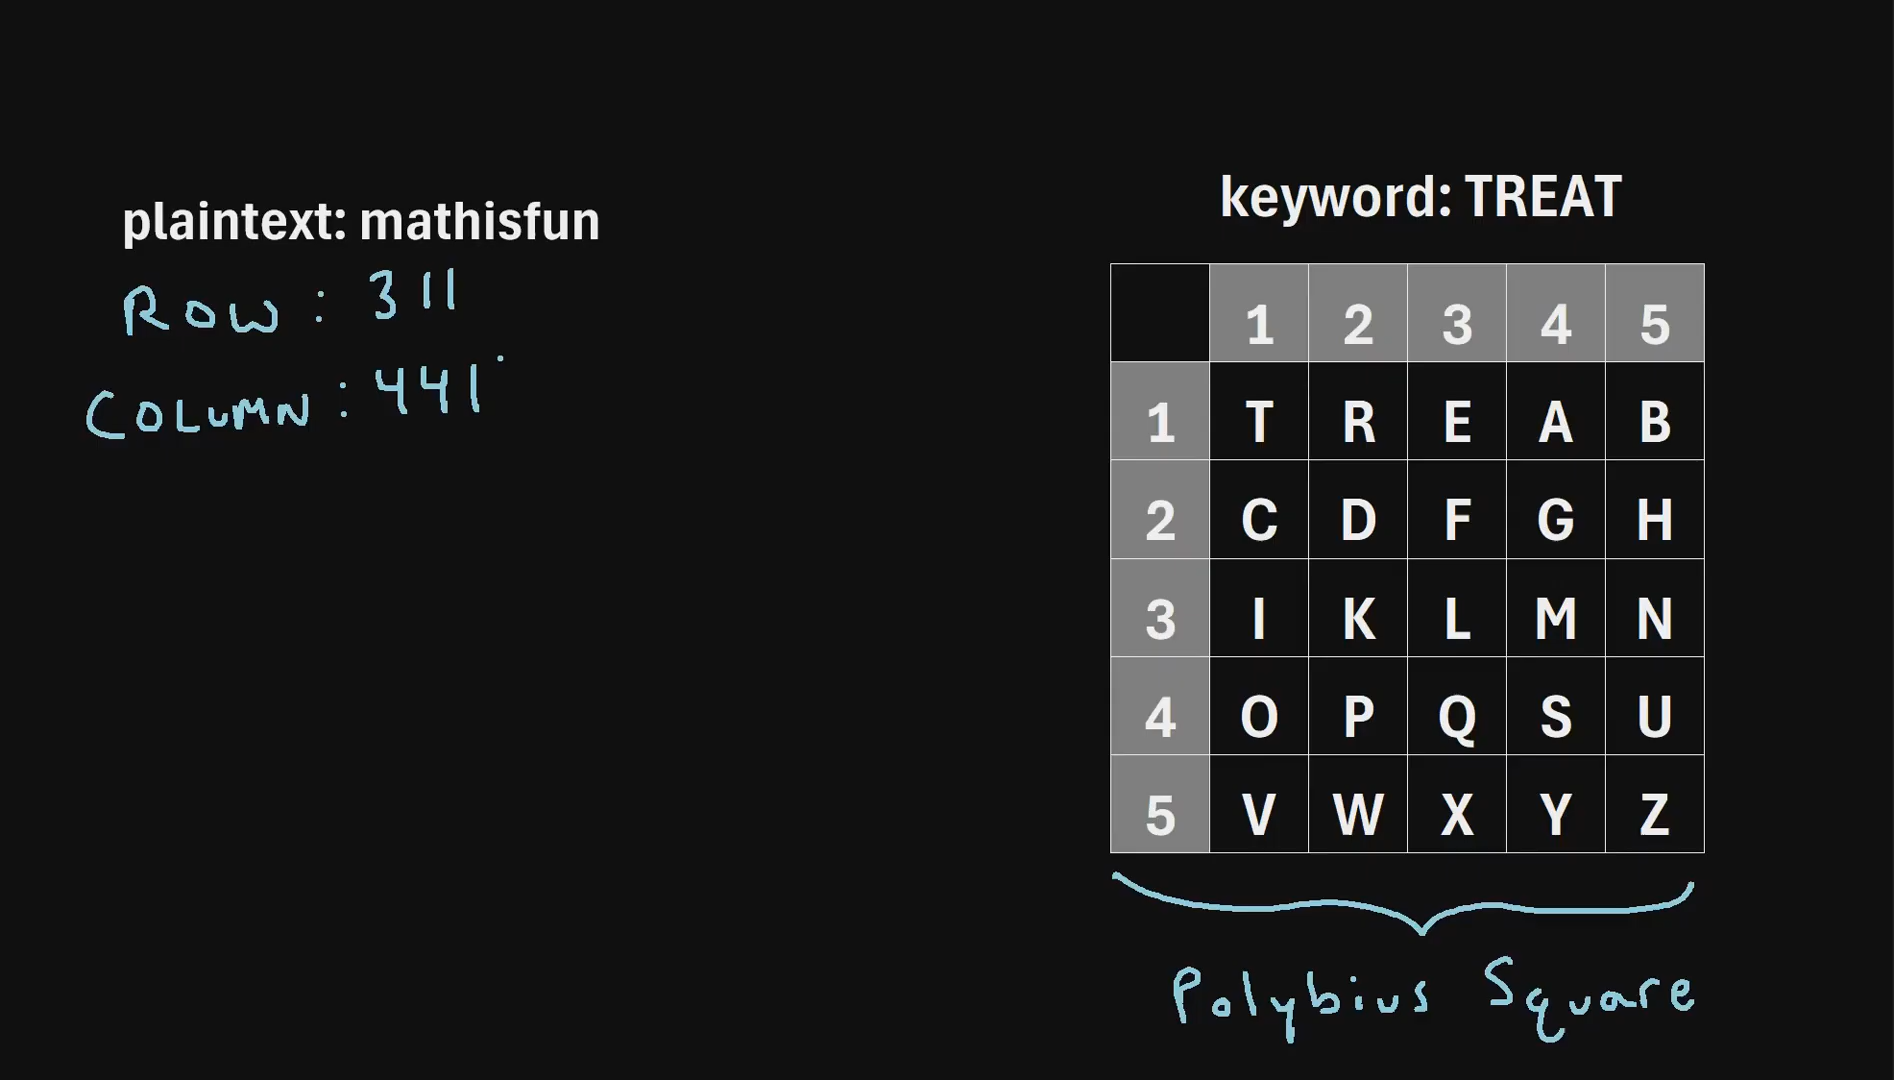 plaintext: mathisfun
ROW : 311
COLUMN : 441
keyword: TREAT
1 2 3 4 5
1 T R E A B
2 C D F G H
3 I K L M N
4 O P Q S U
5 V W X Y Z
Polybius Square